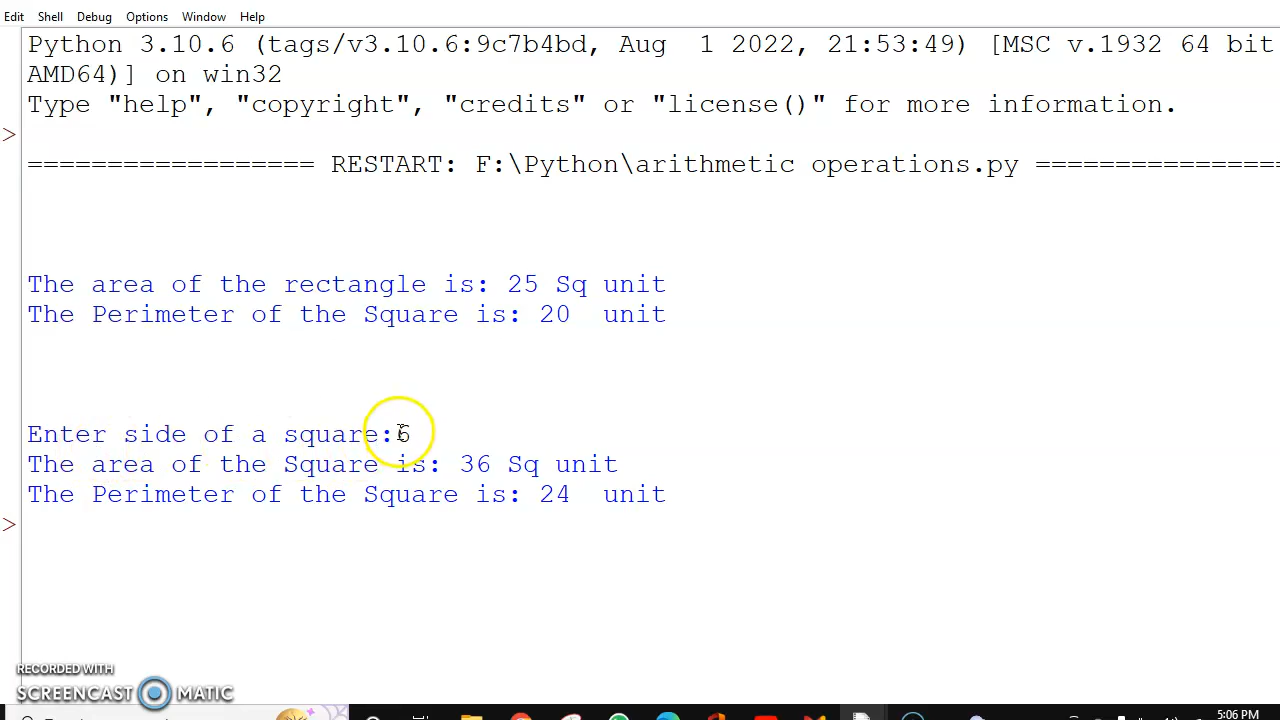 Edit Shell Debug Options Window Help
Python 3.10.6 (tags/v3.10.6:9c7b4bd, Aug  1 2022, 21:53:49) [MSC v.1932 64 bit
AMD64)] on win32
Type "help", "copyright", "credits" or "license()" for more information.
>
================== RESTART: F:\Python\arithmetic operations.py ================
The area of the rectangle is: 25 Sq unit
The Perimeter of the Square is: 20  unit
Enter side of a square:6
The area of the Square is: 36 Sq unit
The Perimeter of the Square is: 24  unit
>
RECORDED WITH
SCREENCAST MATIC
5:06 PM